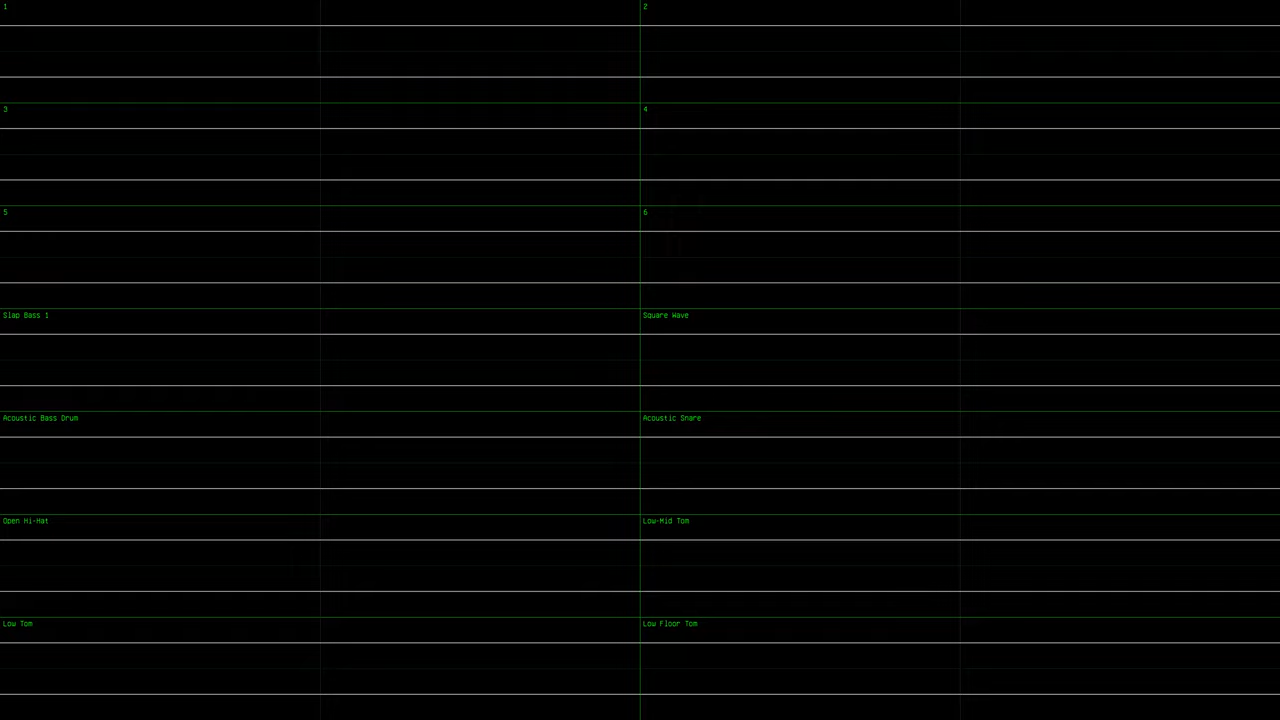 1
2
3
4
5
6
Slap Bass 1
Square Wave
Acoustic Bass Drum
Acoustic Snare
Open Hi-Hat
Low-Mid Tom
Low Tom
Low Floor Tom